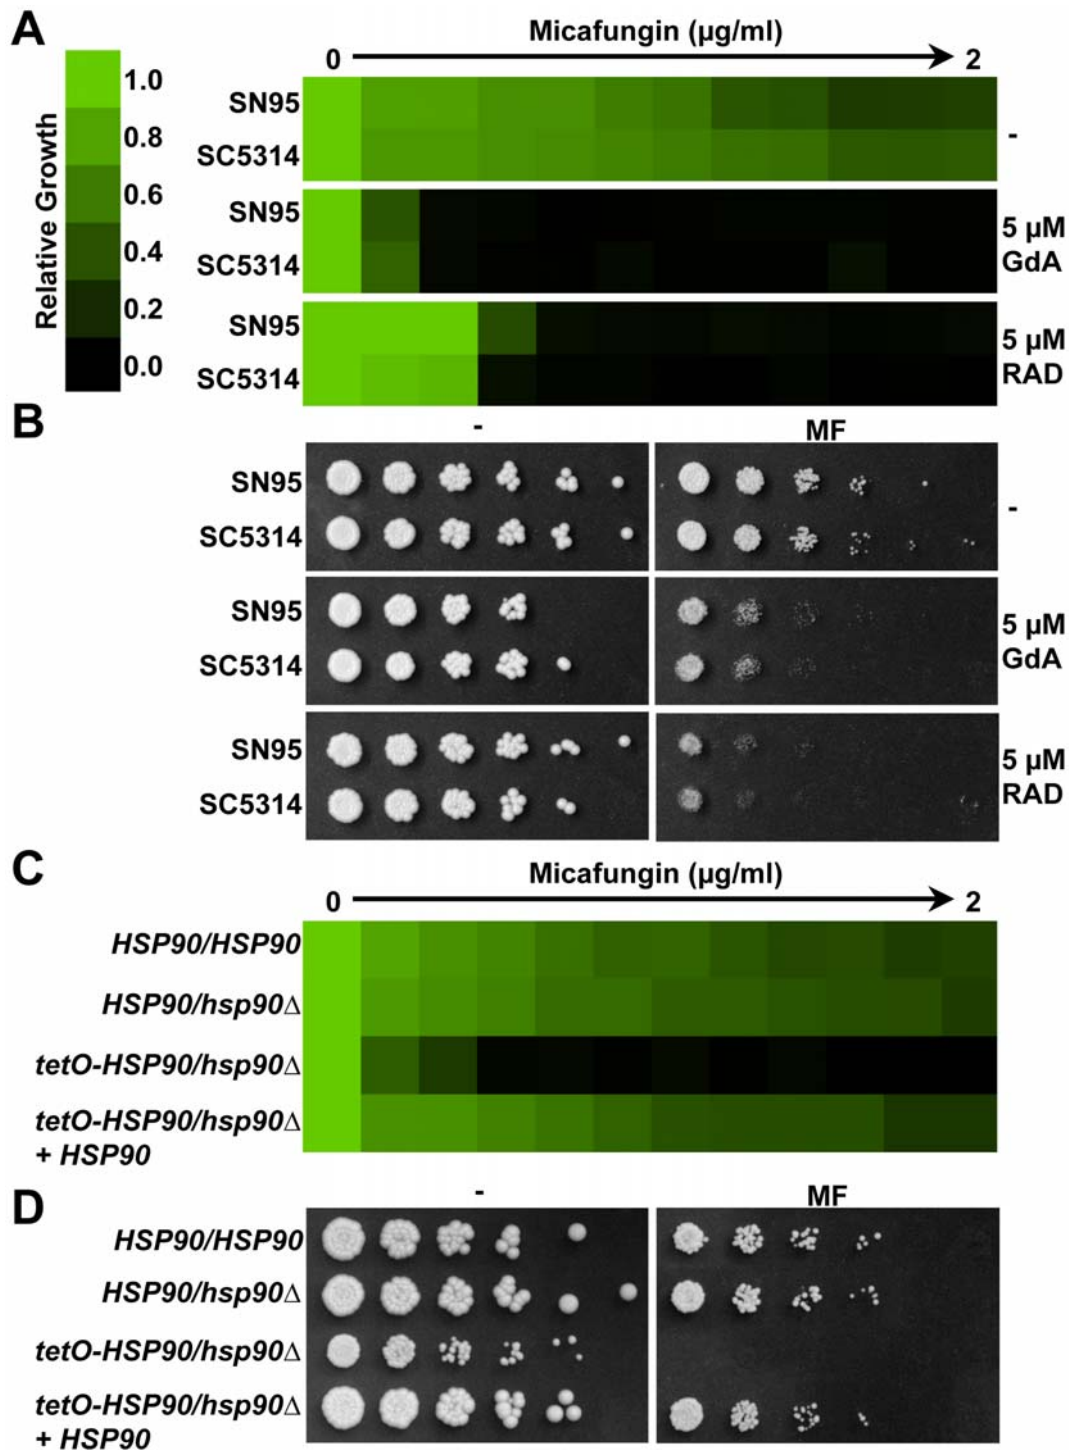 A
Micafungin (µg/ml)
0
2
Relative Growth
1.0
0.8
0.6
0.4
0.2
0.0
SN95
SC5314
-
SN95
SC5314
5 µM
GdA
SN95
SC5314
5 µM
RAD
B
-
MF
SN95
SC5314
-
SN95
SC5314
5 µM
GdA
SN95
SC5314
5 µM
RAD
C
Micafungin (µg/ml)
0
2
HSP90/HSP90
HSP90/hsp90Δ
tetO-HSP90/hsp90Δ
tetO-HSP90/hsp90Δ
+ HSP90
D
-
MF
HSP90/HSP90
HSP90/hsp90Δ
tetO-HSP90/hsp90Δ
tetO-HSP90/hsp90Δ
+ HSP90